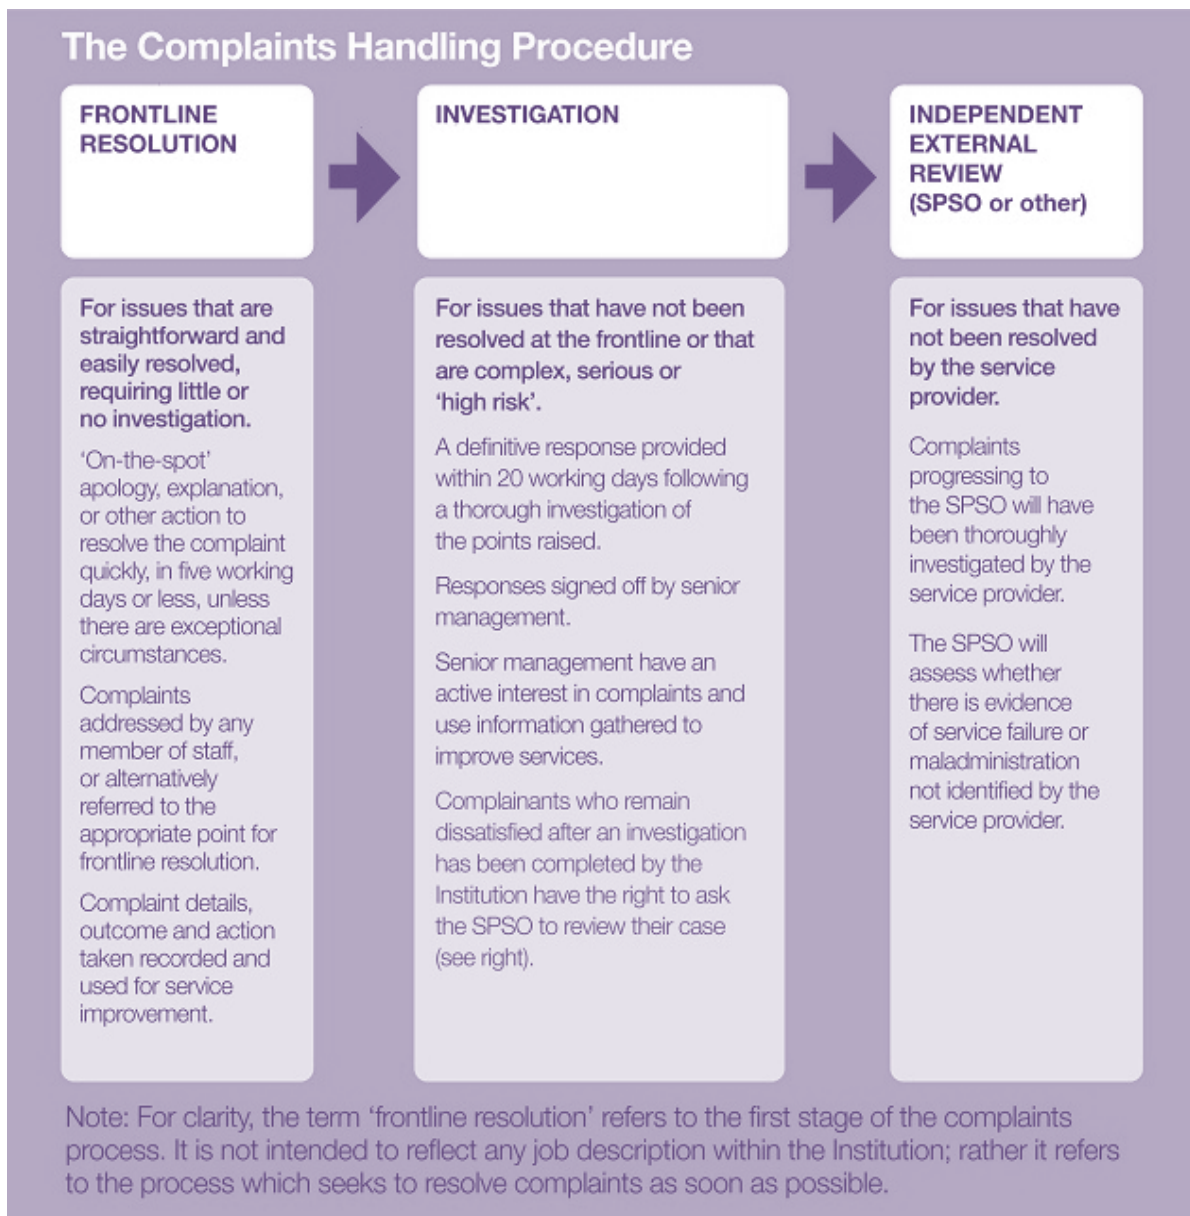 The Complaints Handling Procedure
FRONTLINE
RESOLUTION
INVESTIGATION
INDEPENDENT
EXTERNAL
REVIEW
(SPSO or other)
For issues that are
straightforward and
easily resolved,
requiring little or
no investigation.
‘On-the-spot’
apology, explanation,
or other action to
resolve the complaint
quickly, in five working
days or less, unless
there are exceptional
circumstances.
Complaints
addressed by any
member of staff,
or alternatively
referred to the
appropriate point for
frontline resolution.
Complaint details,
outcome and action
taken recorded and
used for service
improvement.
For issues that have not been
resolved at the frontline or that
are complex, serious or
‘high risk’.
A definitive response provided
within 20 working days following
a thorough investigation of
the points raised.
Responses signed off by senior
management.
Senior management have an
active interest in complaints and
use information gathered to
improve services.
Complainants who remain
dissatisfied after an investigation
has been completed by the
Institution have the right to ask
the SPSO to review their case
(see right).
For issues that have
not been resolved
by the service
provider.
Complaints
progressing to
the SPSO will have
been thoroughly
investigated by the
service provider.
The SPSO will
assess whether
there is evidence
of service failure or
maladministration
not identified by the
service provider.
Note: For clarity, the term ‘frontline resolution’ refers to the first stage of the complaints
process. It is not intended to reflect any job description within the Institution; rather it refers
to the process which seeks to resolve complaints as soon as possible.